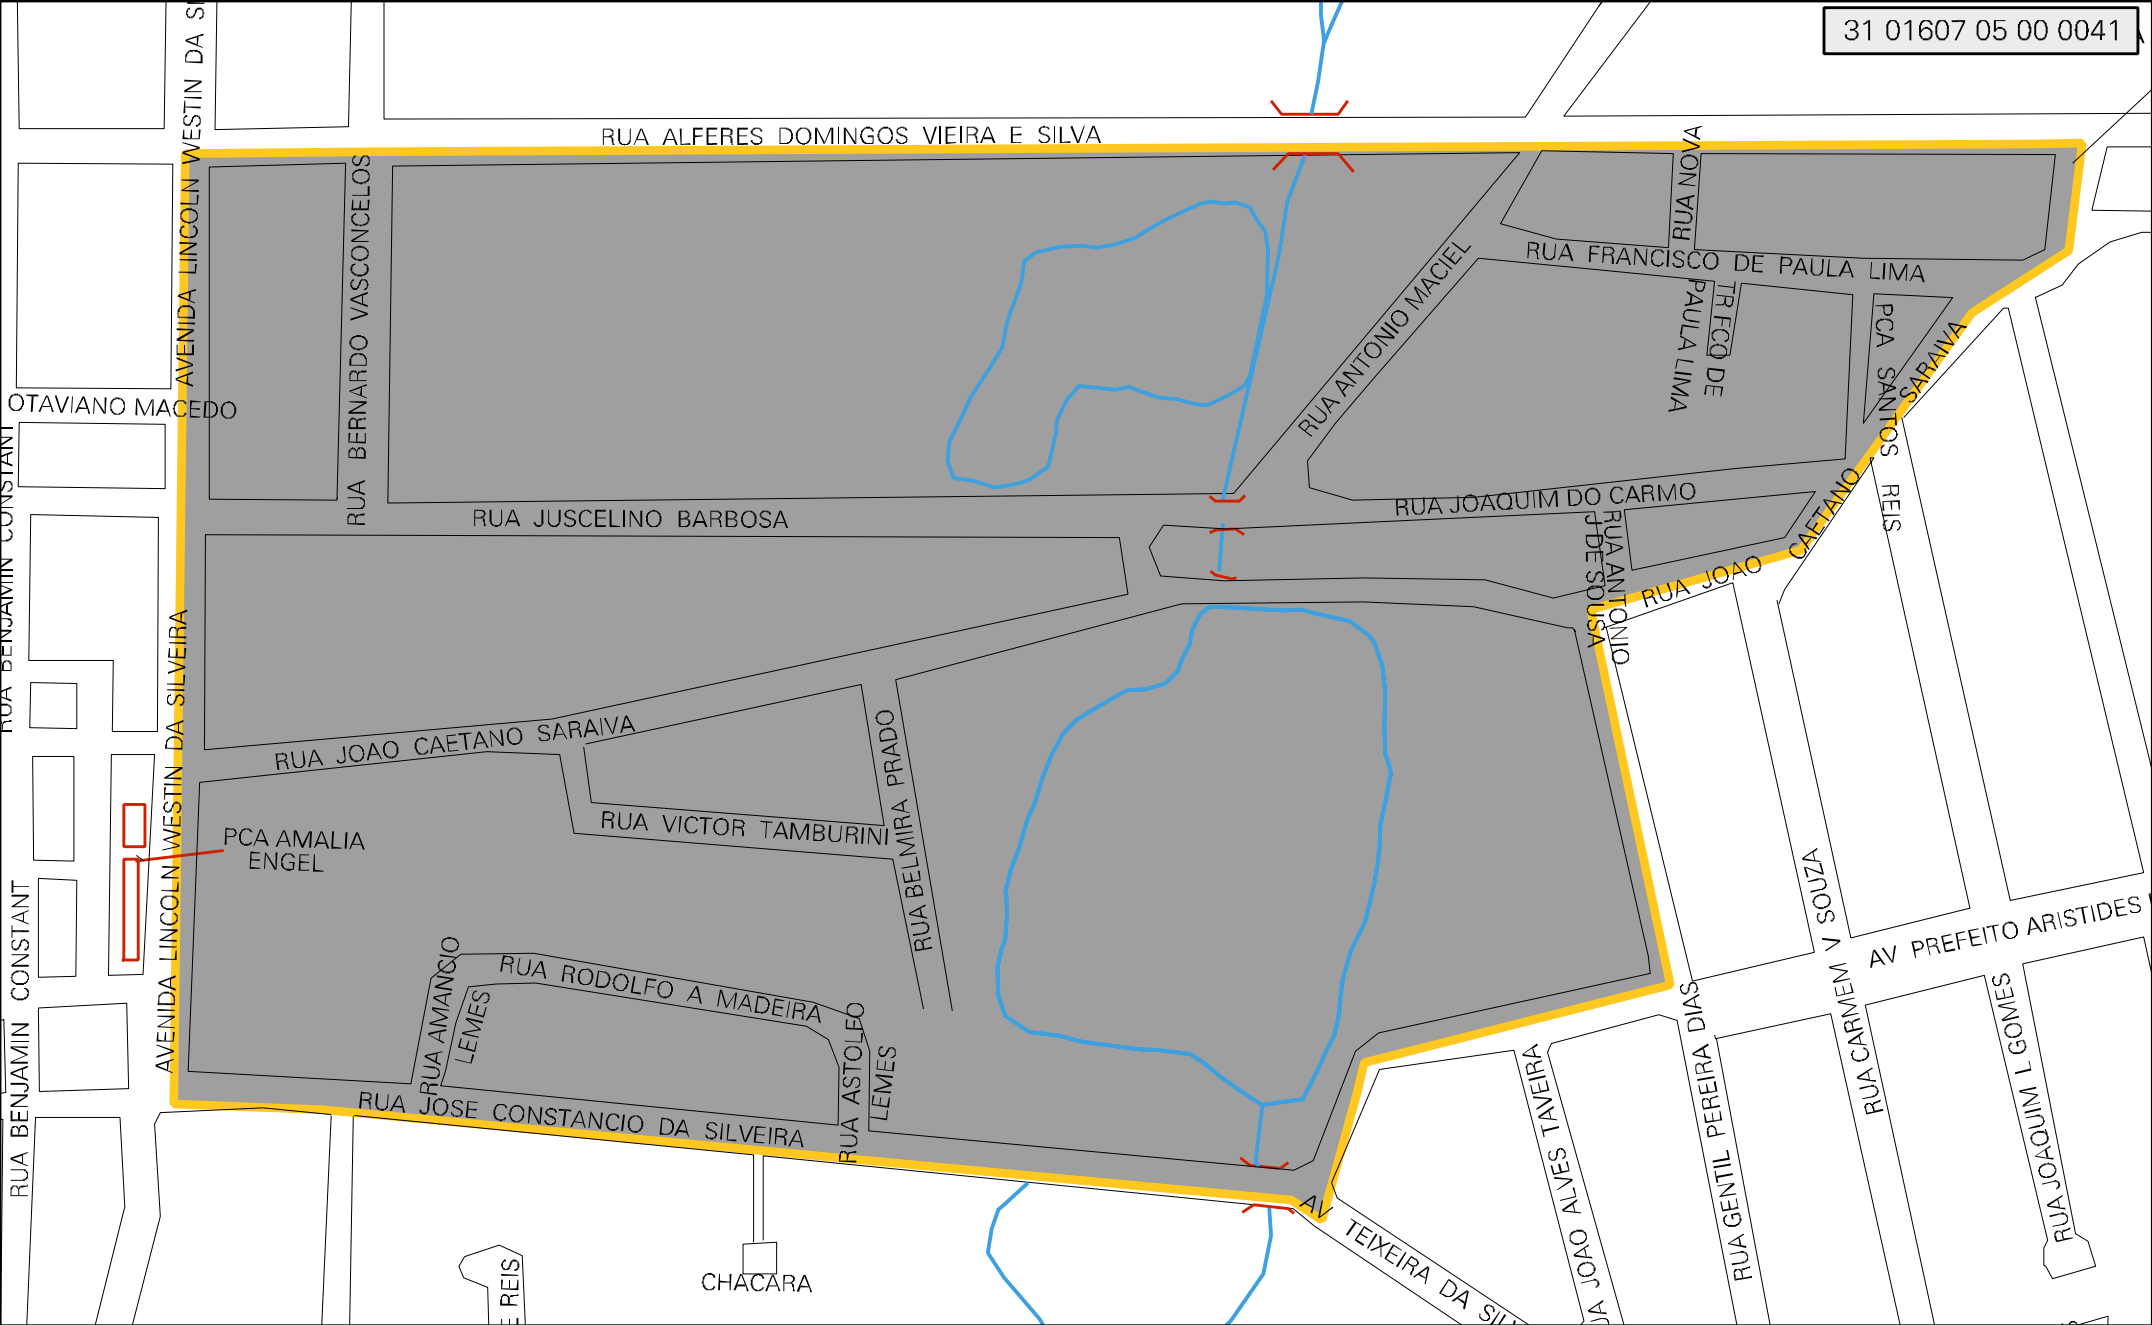 31 01607 05 00 0041
AVENIDA LINCOLN WESTIN DA
RUA ALFERES DOMINGOS VIEIRA E SILVA
RUA NOVA
RUA BERNARDO VASCONCELOS
RUA ANTONIO MACIEL
RUA FRANCISCO DE PAULA LIMA
TR FCO DE
PAULA LIMA
PCA SANTOS REIS
OTAVIANO MACEDO
RUA BENJAMIN CONSTANT
RUA JUSCELINO BARBOSA
RUA JOAQUIM DO CARMO
RUA ANTONIO
J DE SOUSA
RUA JOAO CAETANO SARAIVA
AVENIDA LINCOLN WESTIN DA SILVEIRA
RUA JOAO CAETANO SARAIVA
RUA BELMIRA PRADO
RUA VICTOR TAMBURINI
PCA AMALIA
ENGEL
RUA BENJAMIN CONSTANT
RUA AMANCIO
LEMES
RUA RODOLFO A MADEIRA
RUA ASTOLFO
LEMES
RUA JOSE CONSTANCIO DA SILVEIRA
RUA CARMEM V SOUZA
AV PREFEITO ARISTIDES
RUA GENTIL PEREIRA DIAS
RUA JOAQUIM L GOMES
RUA JOAO ALVES TAVEIRA
AV TEIXEIRA DA
CHACARA
E REIS